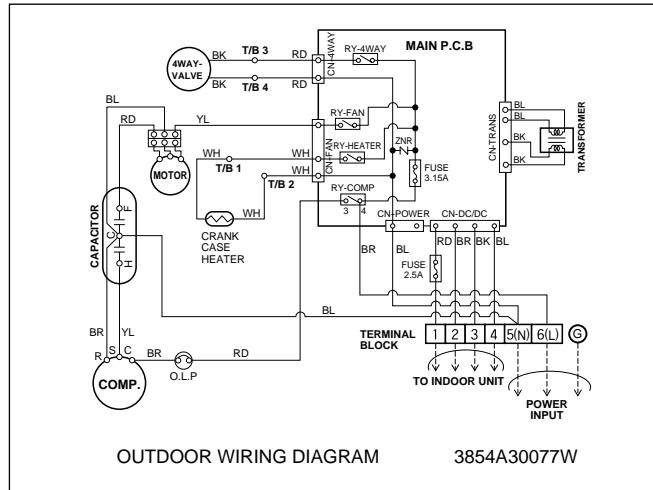 MAIN P.C.B
4WAY-
VALVE
BK
T/B 3
RD
BK
T/B 4
RD
CN-4WAY
RY-4WAY
BL
RD
YL
RY-FAN
CN-FAN
WH
T/B 1
WH
RY-HEATER
ZNR
WH
T/B 2
FUSE
3.15A
RY-COMP
3 4
MOTOR
WH
CRANK
CASE
HEATER
CN-TRANS
BL
BL
BK
BK
TRANSFORMER
CAPACITOR
F
C
H
CN-POWER
CN-DC/DC
BR
BL
RD
BR
BK
BL
FUSE
2.5A
BL
BR
YL
R
S
C
COMP.
BR
O.L.P
RD
TERMINAL
BLOCK
1
2
3
4
5(N)
6(L)
G
TO INDOOR UNIT
POWER
INPUT
OUTDOOR WIRING DIAGRAM
3854A30077W